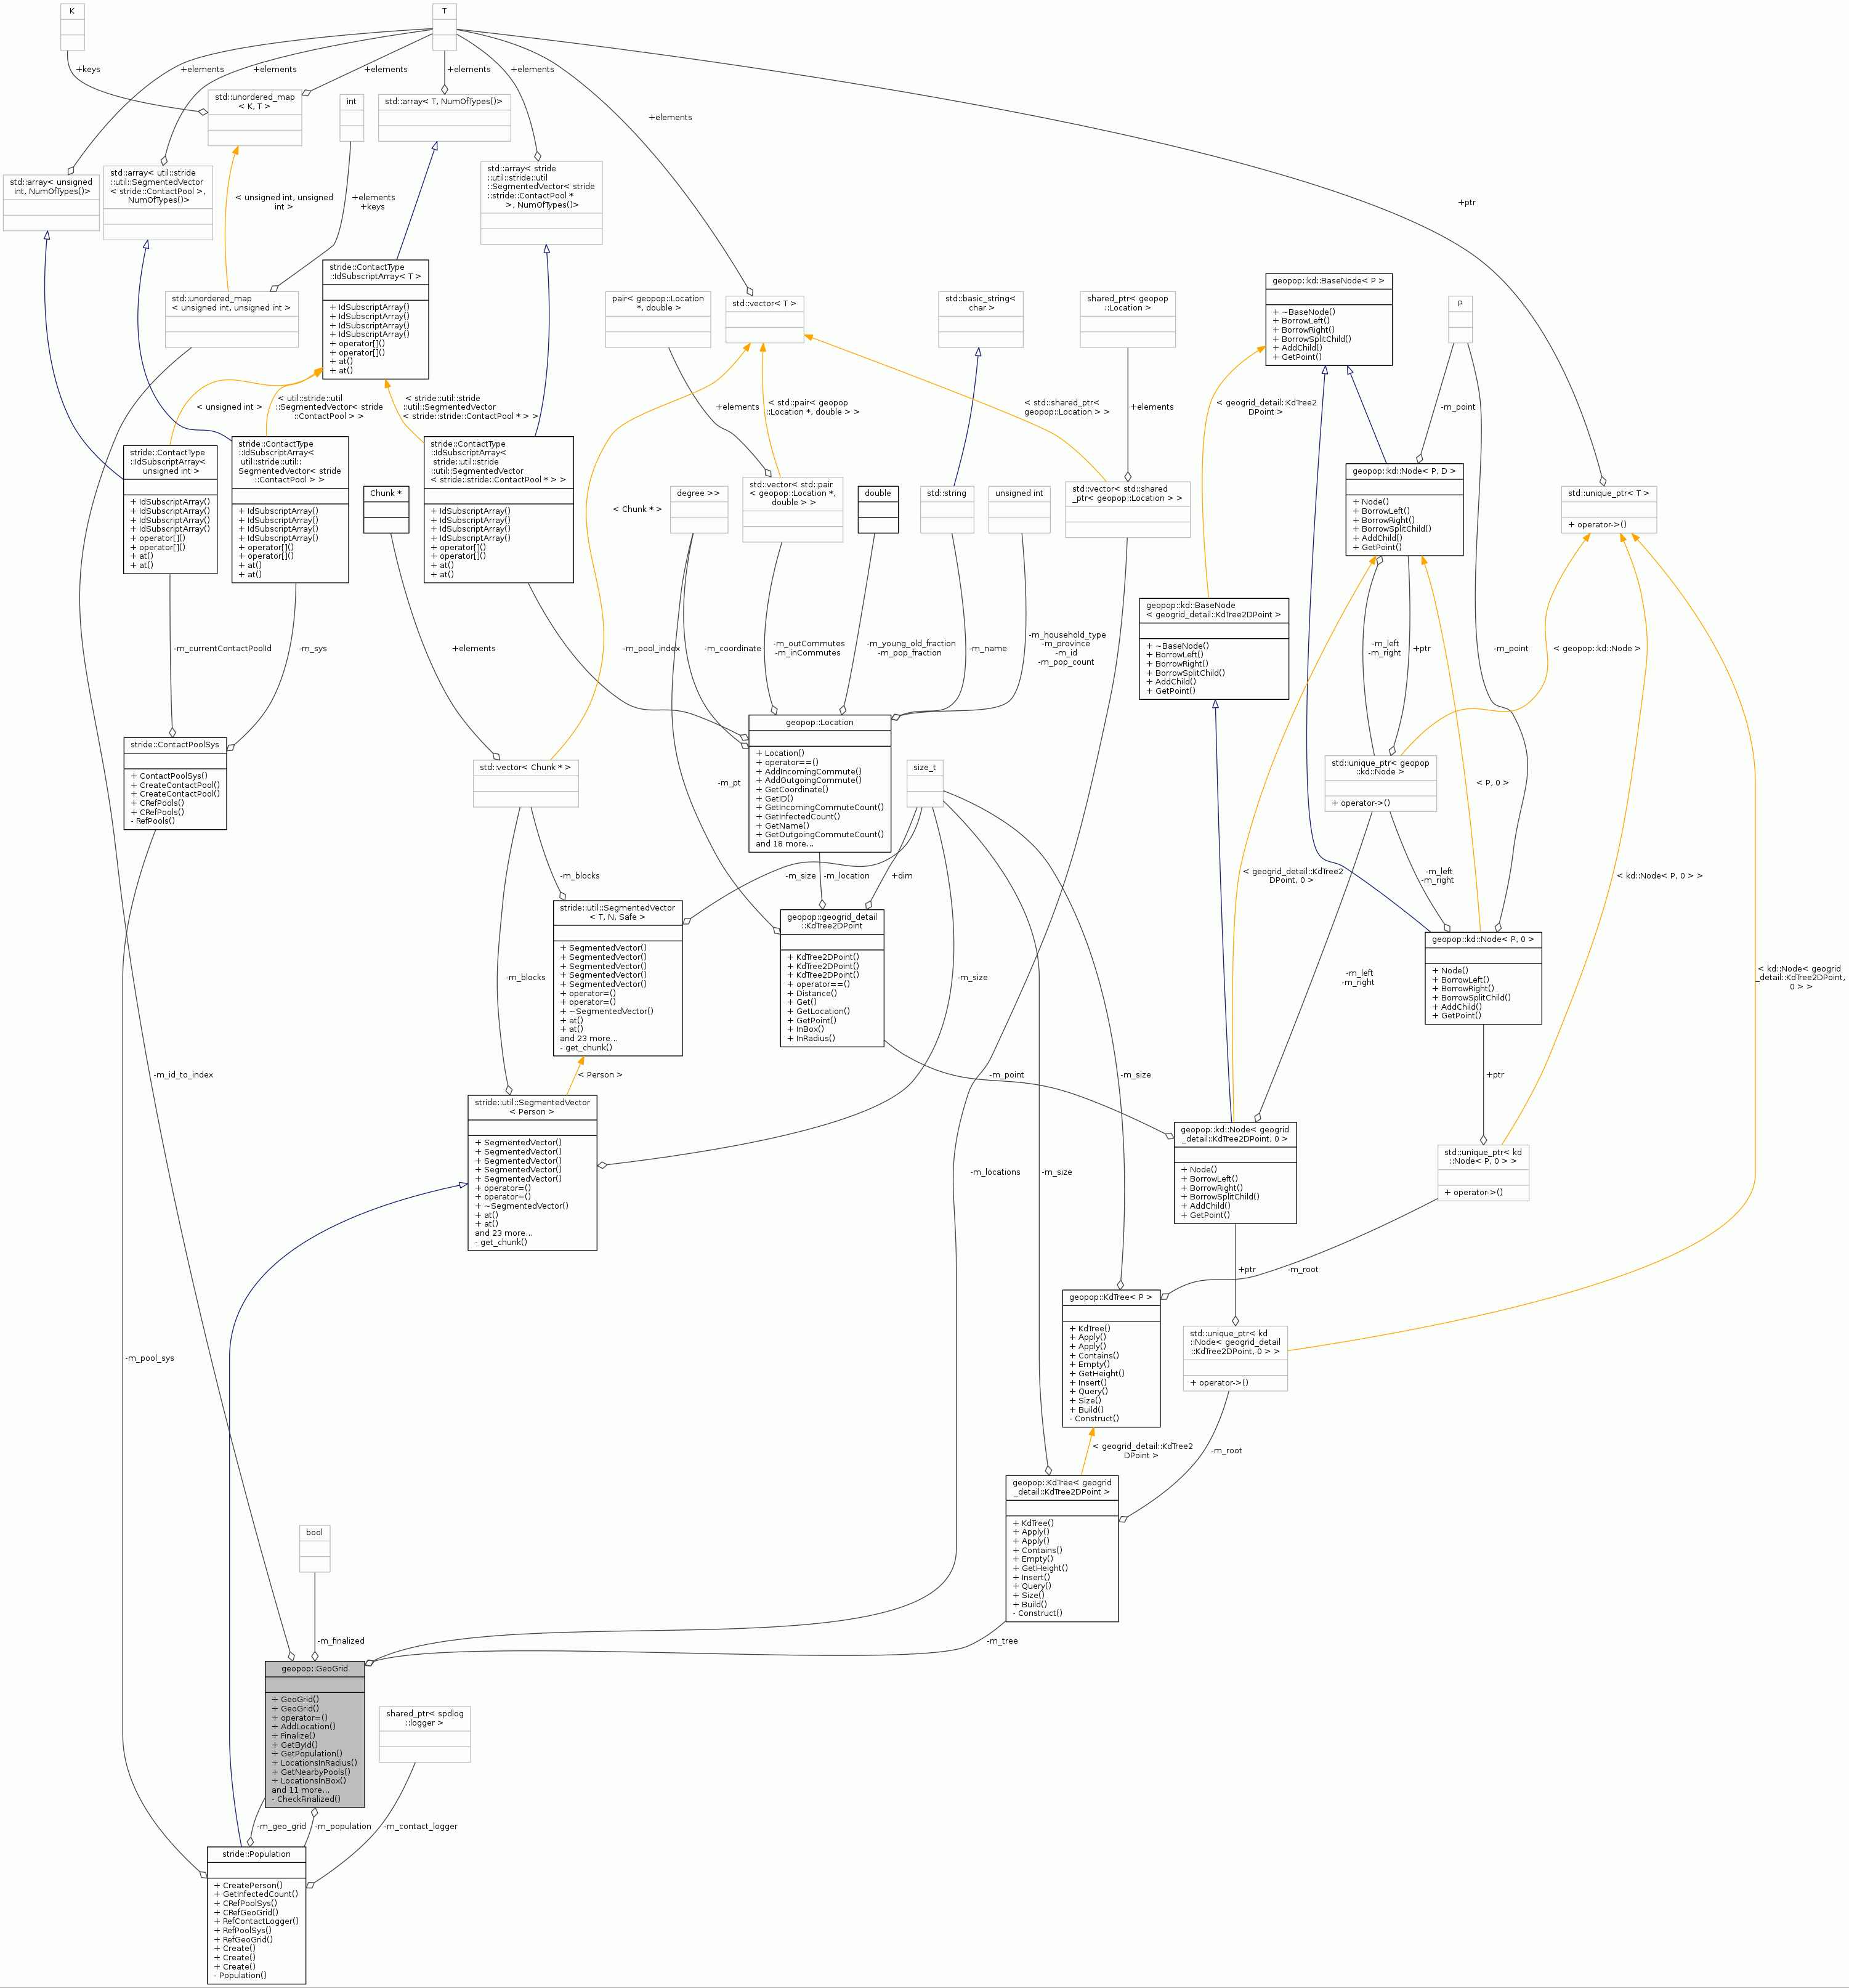 K
T
+keys
+elements
+elements
+elements
+elements
+elements
std::unordered_map
< K, T >
int
std::array< T, NumOfTypes()>
+elements
std::array< unsigned
int, NumOfTypes()>
std::array< util::stride
::util::SegmentedVector
< stride::ContactPool >,
NumOfTypes()>
std::array< stride
::util::stride::util
::SegmentedVector< stride
::stride::ContactPool *
>, NumOfTypes()>
< unsigned int, unsigned
int >
+elements
+keys
+ptr
stride::ContactType
::IdSubscriptArray< T >
+ IdSubscriptArray()
+ IdSubscriptArray()
+ IdSubscriptArray()
+ IdSubscriptArray()
+ operator[]()
+ operator[]()
+ at()
+ at()
std::unordered_map
< unsigned int, unsigned int >
pair< geopop::Location
*, double >
std::vector< T >
std::basic_string<
char >
shared_ptr< geopop
::Location >
geopop::kd::BaseNode< P >
+ ~BaseNode()
+ BorrowLeft()
+ BorrowRight()
+ BorrowSplitChild()
+ AddChild()
+ GetPoint()
P
< unsigned int >
< util::stride::util
::SegmentedVector< stride
::ContactPool > >
< stride::util::stride
::util::SegmentedVector
< stride::stride::ContactPool * > >
+elements
< std::pair< geopop
::Location *, double > >
< std::shared_ptr<
geopop::Location > >
+elements
< geogrid_detail::KdTree2
DPoint >
-m_point
stride::ContactType
::IdSubscriptArray<
unsigned int >
+ IdSubscriptArray()
+ IdSubscriptArray()
+ IdSubscriptArray()
+ IdSubscriptArray()
+ operator[]()
+ operator[]()
+ at()
+ at()
stride::ContactType
::IdSubscriptArray<
util::stride::util::
SegmentedVector< stride
::ContactPool > >
+ IdSubscriptArray()
+ IdSubscriptArray()
+ IdSubscriptArray()
+ IdSubscriptArray()
+ operator[]()
+ operator[]()
+ at()
+ at()
Chunk *
stride::ContactType
::IdSubscriptArray<
stride::util::stride
::util::SegmentedVector
< stride::stride::ContactPool * > >
+ IdSubscriptArray()
+ IdSubscriptArray()
+ IdSubscriptArray()
+ IdSubscriptArray()
+ operator[]()
+ operator[]()
+ at()
+ at()
< Chunk * >
degree >>
std::vector< std::pair
< geopop::Location *,
double > >
double
std::string
unsigned int
std::vector< std::shared
_ptr< geopop::Location > >
geopop::kd::Node< P, D >
+ Node()
+ BorrowLeft()
+ BorrowRight()
+ BorrowSplitChild()
+ AddChild()
+ GetPoint()
std::unique_ptr< T >
+ operator->()
geopop::kd::BaseNode
< geogrid_detail::KdTree2DPoint >
+ ~BaseNode()
+ BorrowLeft()
+ BorrowRight()
+ BorrowSplitChild()
+ AddChild()
+ GetPoint()
-m_currentContactPoolId
-m_sys
+elements
-m_pool_index
-m_coordinate
-m_outCommutes
-m_inCommutes
-m_young_old_fraction
-m_pop_fraction
-m_name
-m_household_type
-m_province
-m_id
-m_pop_count
-m_left
-m_right
+ptr
-m_point
< geopop::kd::Node >
stride::ContactPoolSys
+ ContactPoolSys()
+ CreateContactPool()
+ CreateContactPool()
+ CRefPools()
+ CRefPools()
- RefPools()
std::vector< Chunk * >
-m_pt
geopop::Location
+ Location()
+ operator==()
+ AddIncomingCommute()
+ AddOutgoingCommute()
+ GetCoordinate()
+ GetID()
+ GetIncomingCommuteCount()
+ GetInfectedCount()
+ GetName()
+ GetOutgoingCommuteCount()
and 18 more...
size_t
std::unique_ptr< geopop
::kd::Node >
+ operator->()
< P, 0 >
-m_blocks
-m_size
-m_location
+dim
< geogrid_detail::KdTree2
DPoint, 0 >
-m_left
-m_right
< kd::Node< P, 0 > >
stride::util::SegmentedVector
< T, N, Safe >
+ SegmentedVector()
+ SegmentedVector()
+ SegmentedVector()
+ SegmentedVector()
+ SegmentedVector()
+ operator=()
+ operator=()
+ ~SegmentedVector()
+ at()
+ at()
and 23 more...
- get_chunk()
geopop::geogrid_detail
::KdTree2DPoint
+ KdTree2DPoint()
+ KdTree2DPoint()
+ KdTree2DPoint()
+ operator==()
+ Distance()
+ Get()
+ GetLocation()
+ GetPoint()
+ InBox()
+ InRadius()
geopop::kd::Node< P, 0 >
+ Node()
+ BorrowLeft()
+ BorrowRight()
+ BorrowSplitChild()
+ AddChild()
+ GetPoint()
-m_blocks
-m_size
-m_left
-m_right
< kd::Node< geogrid
_detail::KdTree2DPoint,
0 > >
-m_id_to_index
< Person >
-m_point
-m_size
+ptr
stride::util::SegmentedVector
< Person >
+ SegmentedVector()
+ SegmentedVector()
+ SegmentedVector()
+ SegmentedVector()
+ SegmentedVector()
+ operator=()
+ operator=()
+ ~SegmentedVector()
+ at()
+ at()
and 23 more...
- get_chunk()
-m_locations
-m_size
geopop::kd::Node< geogrid
_detail::KdTree2DPoint, 0 >
+ Node()
+ BorrowLeft()
+ BorrowRight()
+ BorrowSplitChild()
+ AddChild()
+ GetPoint()
std::unique_ptr< kd
::Node< P, 0 > >
+ operator->()
+ptr
-m_root
geopop::KdTree< P >
+ KdTree()
+ Apply()
+ Apply()
+ Contains()
+ Empty()
+ GetHeight()
+ Insert()
+ Query()
+ Size()
+ Build()
- Construct()
std::unique_ptr< kd
::Node< geogrid_detail
::KdTree2DPoint, 0 > >
+ operator->()
-m_pool_sys
< geogrid_detail::KdTree2
DPoint >
-m_root
geopop::KdTree< geogrid
_detail::KdTree2DPoint >
+ KdTree()
+ Apply()
+ Apply()
+ Contains()
+ Empty()
+ GetHeight()
+ Insert()
+ Query()
+ Size()
+ Build()
- Construct()
bool
-m_finalized
-m_tree
geopop::GeoGrid
+ GeoGrid()
+ GeoGrid()
+ operator=()
+ AddLocation()
+ Finalize()
+ GetById()
+ GetPopulation()
+ LocationsInRadius()
+ GetNearbyPools()
+ LocationsInBox()
and 11 more...
- CheckFinalized()
shared_ptr< spdlog
::logger >
-m_geo_grid
-m_population
-m_contact_logger
stride::Population
+ CreatePerson()
+ GetInfectedCount()
+ CRefPoolSys()
+ CRefGeoGrid()
+ RefContactLogger()
+ RefPoolSys()
+ RefGeoGrid()
+ Create()
+ Create()
+ Create()
- Population()